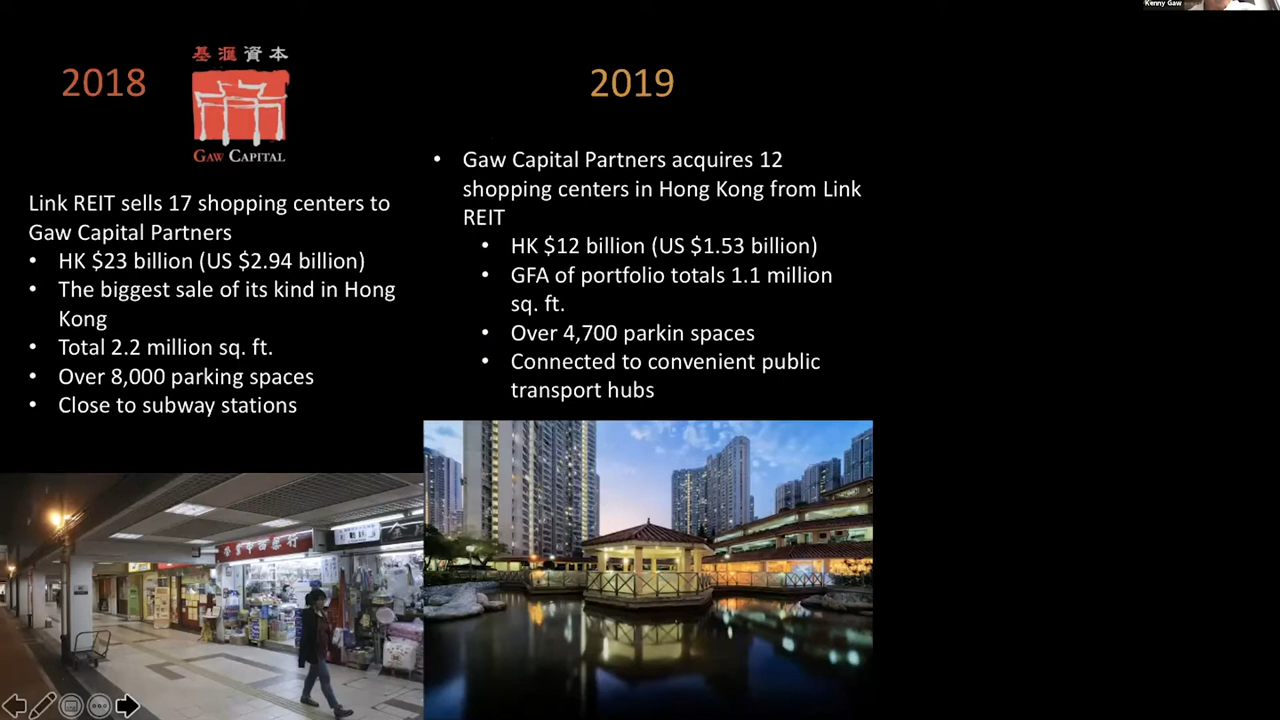 Kenny Gaw
2018
基滙資本
GAW CAPITAL
Link REIT sells 17 shopping centers to
Gaw Capital Partners
• HK $23 billion (US $2.94 billion)
• The biggest sale of its kind in Hong
Kong
• Total 2.2 million sq. ft.
• Over 8,000 parking spaces
• Close to subway stations
2019
• Gaw Capital Partners acquires 12
shopping centers in Hong Kong from Link
REIT
• HK $12 billion (US $1.53 billion)
• GFA of portfolio totals 1.1 million
sq. ft.
• Over 4,700 parkin spaces
• Connected to convenient public
transport hubs